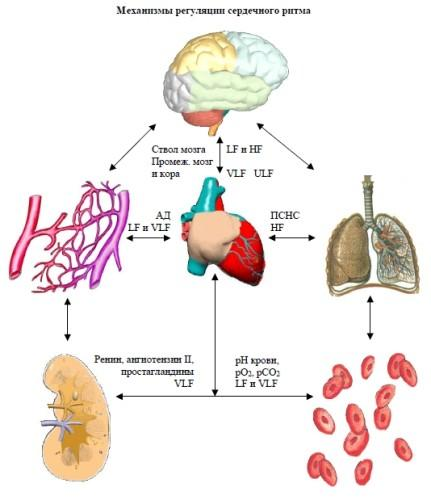 Механизмы регуляции сердечного ритма
Ствол мозга
Промеж. мозг
и кора
LF и HF
VLF ULF
АД
LF и VLF
ПСНС
HF
Ренин, ангиотензин II,
простагландины
VLF
pH крови,
pO2, pCO2
LF и VLF